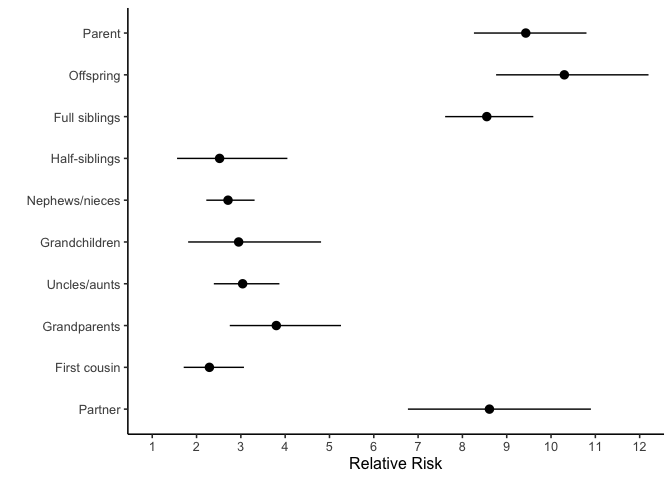 Parent
Offspring
Full siblings
Half-siblings
Nephews/nieces
Grandchildren
Uncles/aunts
Grandparents
First cousin
Partner
1 2 3 4 5 6 7 8 9 10 11 12
Relative Risk